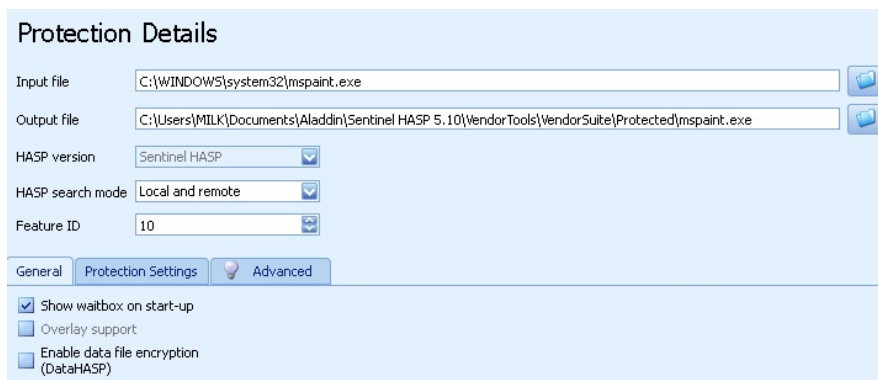 Protection Details
Input file C:\WINDOWS\system32\mspaint.exe
Output file C:\Users\MILK\Documents\Aladdin\Sentinel HASP 5.10\VendorTools\VendorSuite\Protected\mspaint.exe
HASP version Sentinel HASP
HASP search mode Local and remote
Feature ID 10
General Protection Settings Advanced
Show waitbox on start-up
Overlay support
Enable data file encryption
(DataHASP)